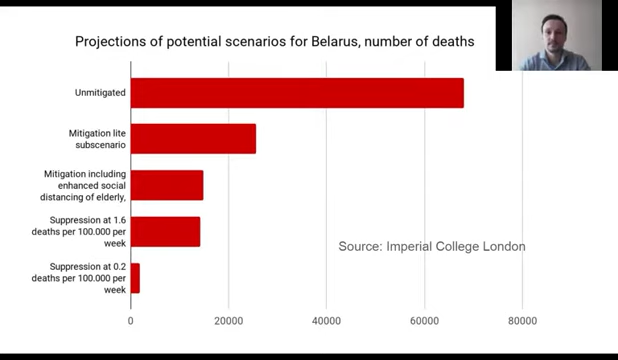 Projections of potential scenarios for Belarus, number of deaths
Unmitigated
Mitigation lite
subscenario
Mitigation including
enhanced social
distancing of elderly,
Suppression at 1.6
deaths per 100.000 per
week
Suppression at 0.2
deaths per 100.000 per
week
Source: Imperial College London
0 20000 40000 60000 80000